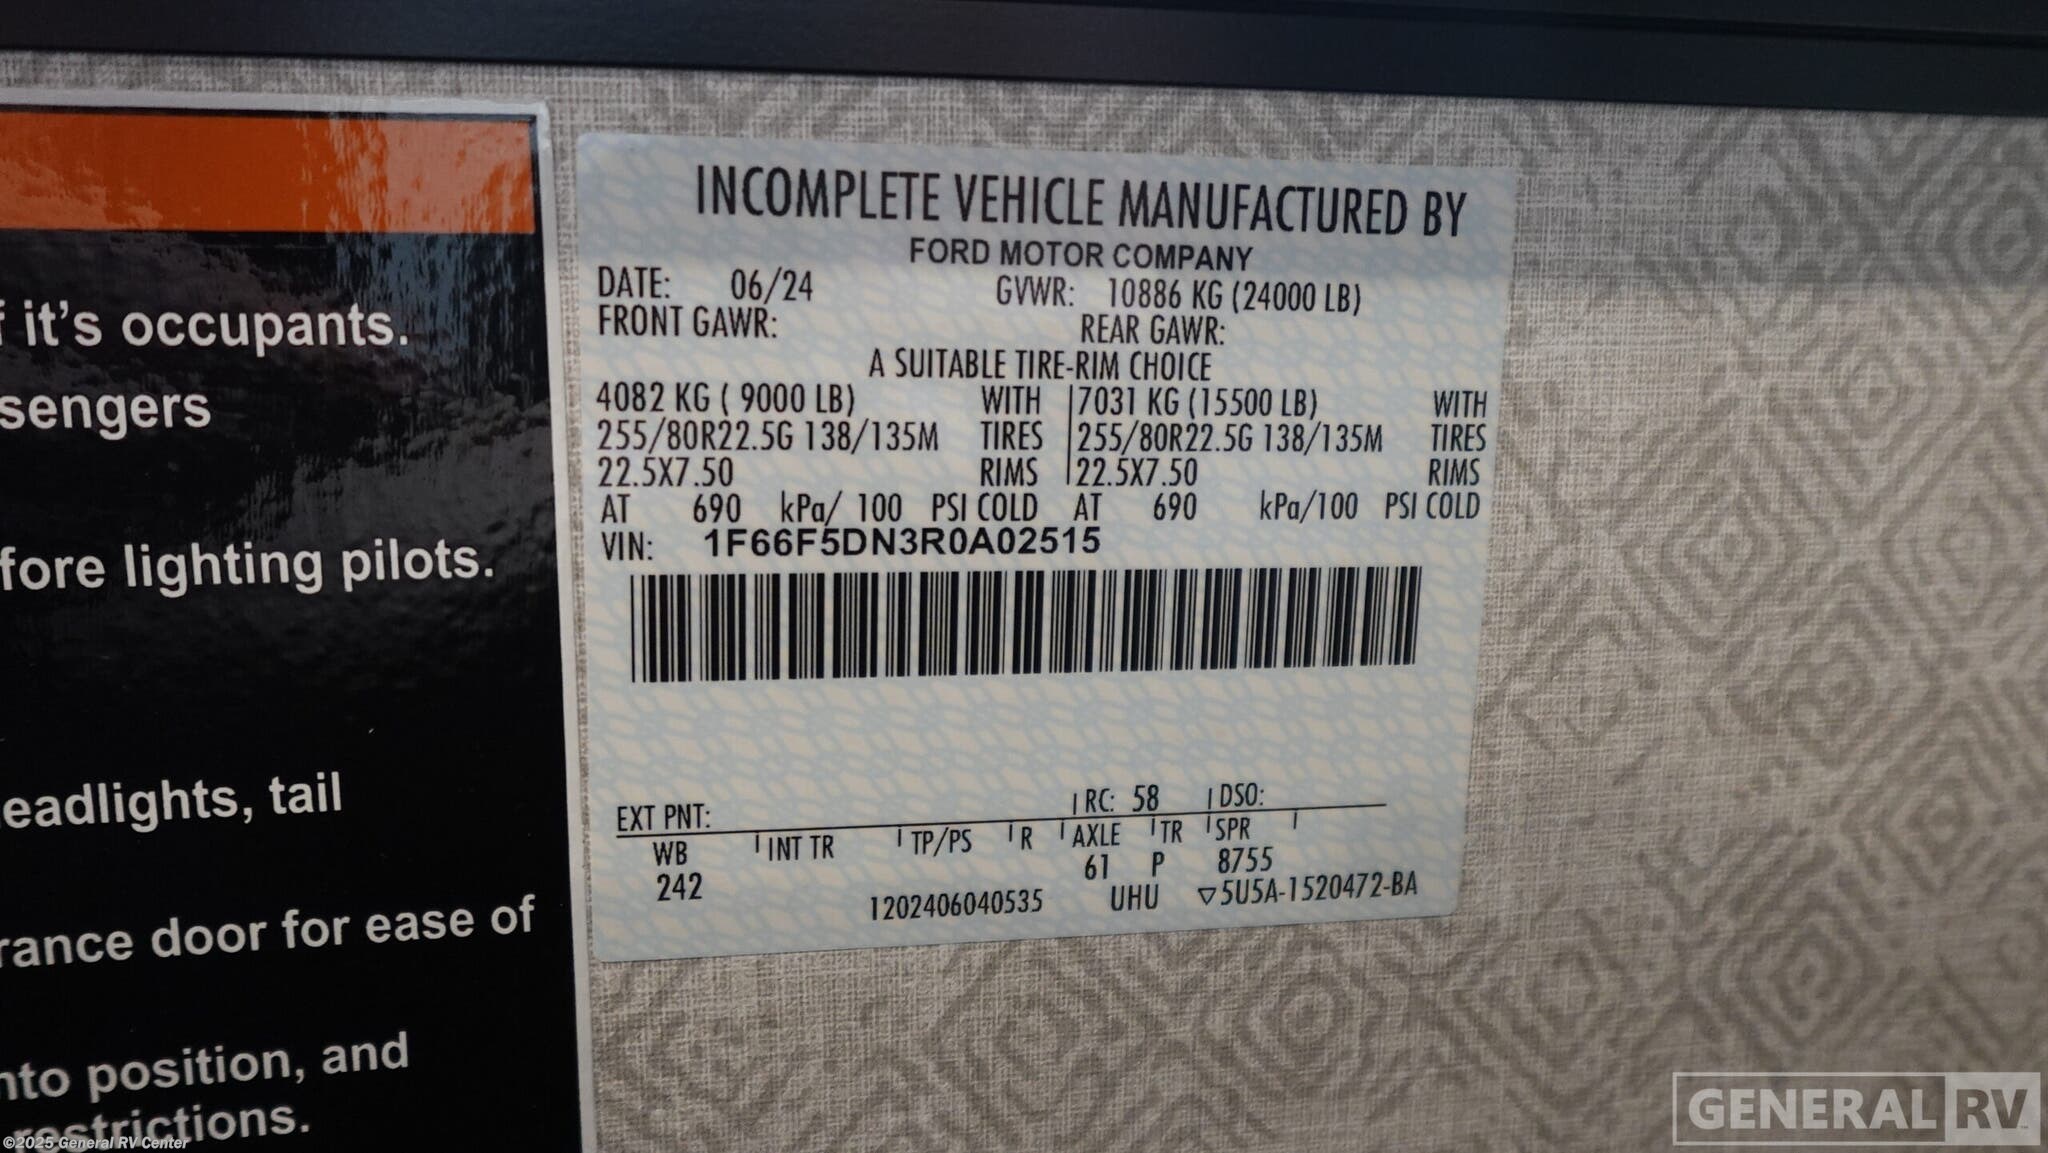 f it's occupants.
sengers
fore lighting pilots.
eadlights, tail
rance door for ease of
nto position, and
restrictions.
INCOMPLETE VEHICLE MANUFACTURED BY
FORD MOTOR COMPANY
DATE: 06/24 GVWR: 10886 KG (24000 LB)
FRONT GAWR: REAR GAWR:
A SUITABLE TIRE-RIM CHOICE
4082 KG ( 9000 LB) WITH 7031 KG (15500 LB) WITH
255/80R22.5G 138/135M TIRES 255/80R22.5G 138/135M TIRES
22.5X7.50 RIMS 22.5X7.50 RIMS
AT 690 kPa/ 100 PSI COLD AT 690 kPa/100 PSI COLD
VIN: 1F66F5DN3R0A02515
EXT PNT: RC: 58 DSO:
WB INT TR TP/PS R AXLE TR SPR
242 61 P 8755
1202406040535 UHU ▽5U5A-1520472-BA
©2025 General RV Center
GENERAL RV